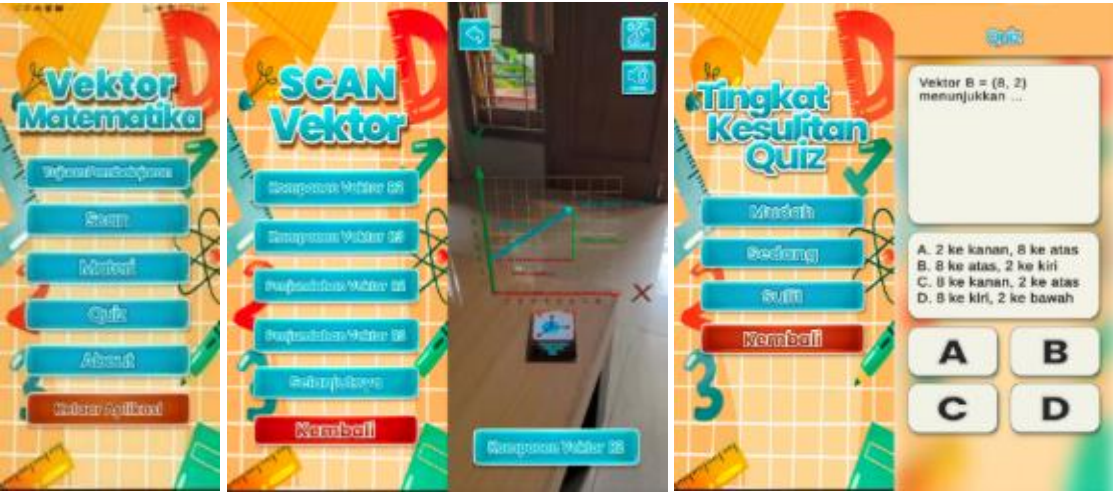 Vektor
Matematika
Tujuan Pembelajaran
Scan
Materi
Quiz
About
Keluar Aplikasi
SCAN
Vektor
Komponen Vektor R2
Komponen Vektor R3
Penjumlahan Vektor R2
Penjumlahan Vektor R3
Selanjutnya
Kembali
Y
X
Komponen Vektor R2
Tingkat
Kesulitan
Quiz
Mudah
Sedang
Sulit
Kembali
Quiz
Vektor B = (8, 2)
menunjukkan ...
A. 2 ke kanan, 8 ke atas
B. 8 ke atas, 2 ke kiri
C. 8 ke kanan, 2 ke atas
D. 8 ke kiri, 2 ke bawah
A
B
C
D